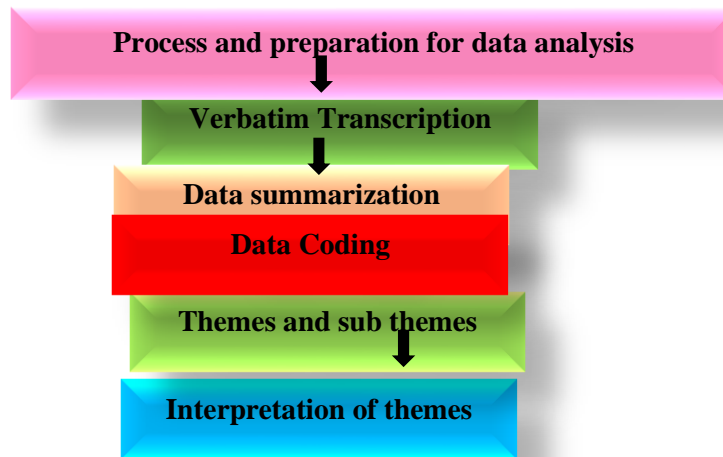 Process and preparation for data analysis
Verbatim Transcription
Data summarization
Data Coding
Themes and sub themes
Interpretation of themes